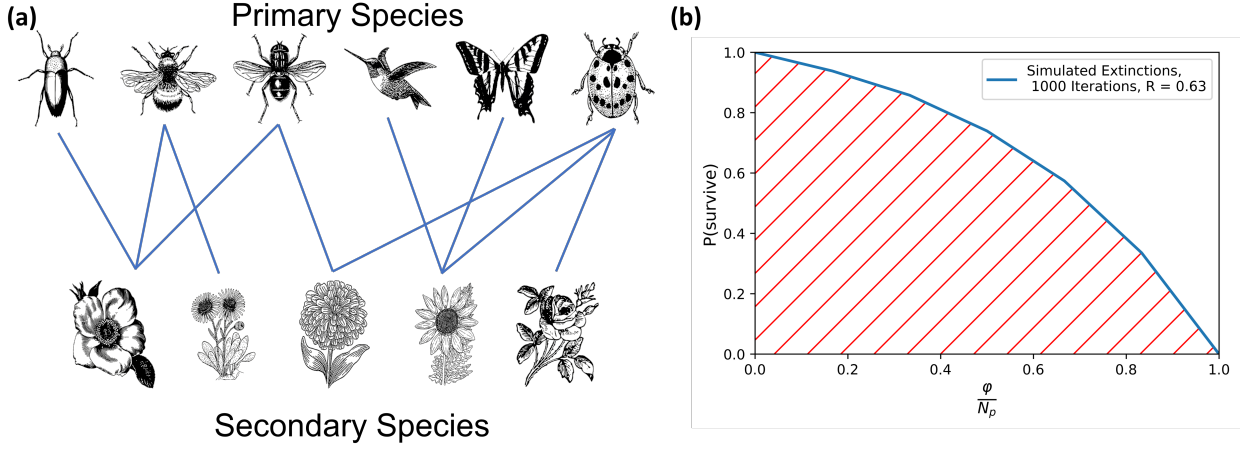 (a)
Primary Species
Secondary Species
(b)
1.0
0.8
0.6
0.4
0.2
0.0
P(survive)
Simulated Extinctions,
1000 Iterations, R = 0.63
0.0 0.2 0.4 0.6 0.8 1.0
φ
Nₚ